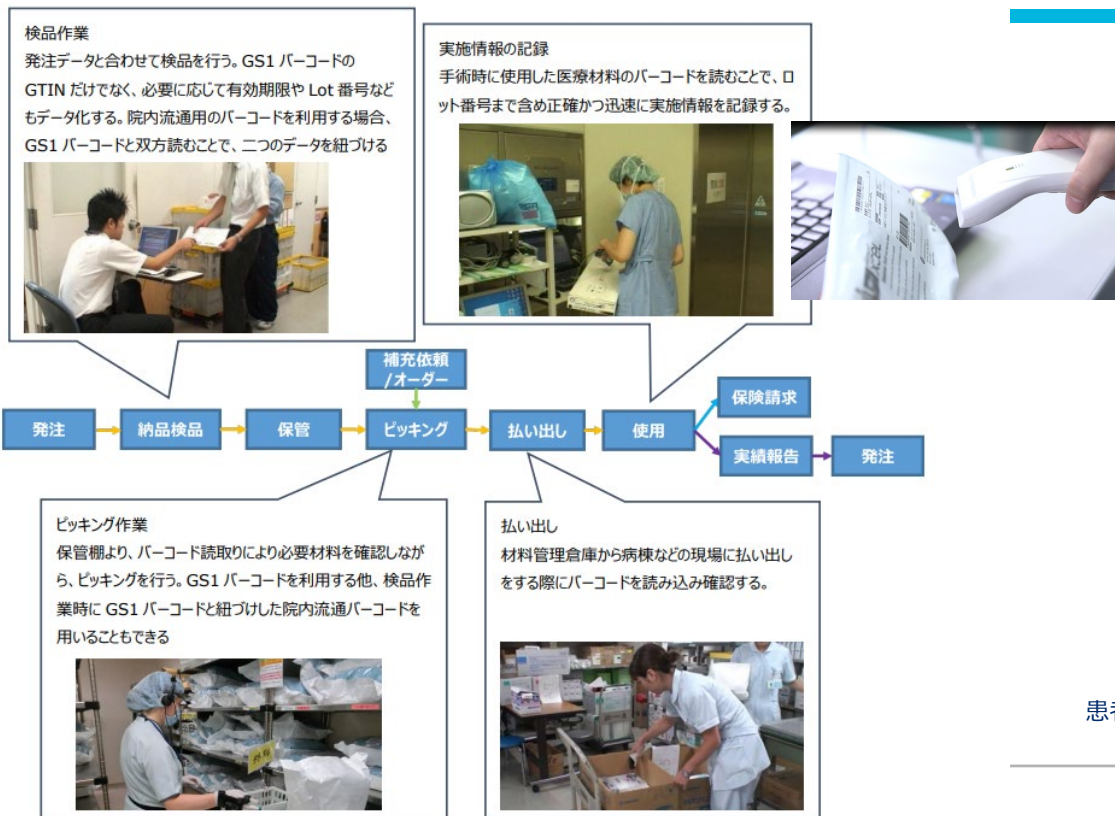 検品作業
発注データと合わせて検品を行う。GS1 バーコードの
GTIN だけでなく、必要に応じて有効期限や Lot 番号など
もデータ化する。院内流通用のバーコードを利用する場合、
GS1 バーコードと双方読むことで、二つのデータを紐づける
実施情報の記録
手術時に使用した医療材料のバーコードを読むことで、ロ
ット番号まで含め正確かつ迅速に実施情報を記録する。
補充依頼
/オーダー
発注
納品検品
保管
ピッキング
払い出し
使用
保険請求
実績報告
発注
ピッキング作業
保管棚より、バーコード読取りにより必要材料を確認しなが
ら、ピッキングを行う。GS1 バーコードを利用する他、検品作
業時に GS1 バーコードと紐づけした院内流通バーコードを
用いることもできる
払い出し
材料管理倉庫から病棟などの現場に払い出し
をする際にバーコードを読み込み確認する。